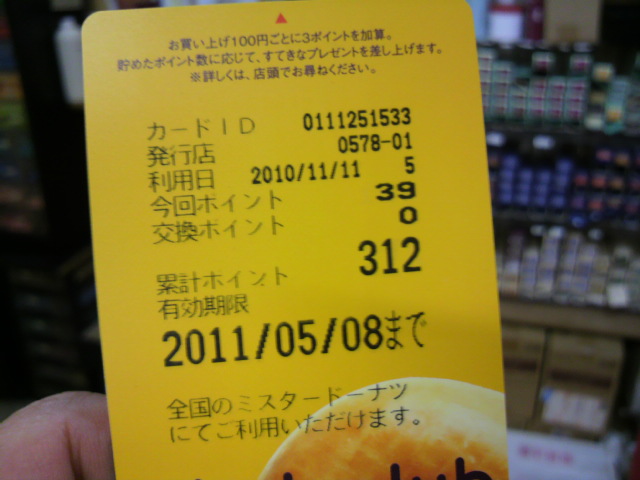 お買い上げ100円ごとに3ポイントを加算。
貯めたポイント数に応じて、すてきなプレゼントを差し上げます。
※詳しくは、店頭でお尋ねください。
カードID 0111251533
発行店 0578-01
利用日 2010/11/11 5
今回ポイント 39
交換ポイント 0
累計ポイント 312
有効期限
2011/05/08まで
全国のミスタードーナツ
にてご利用いただけます。